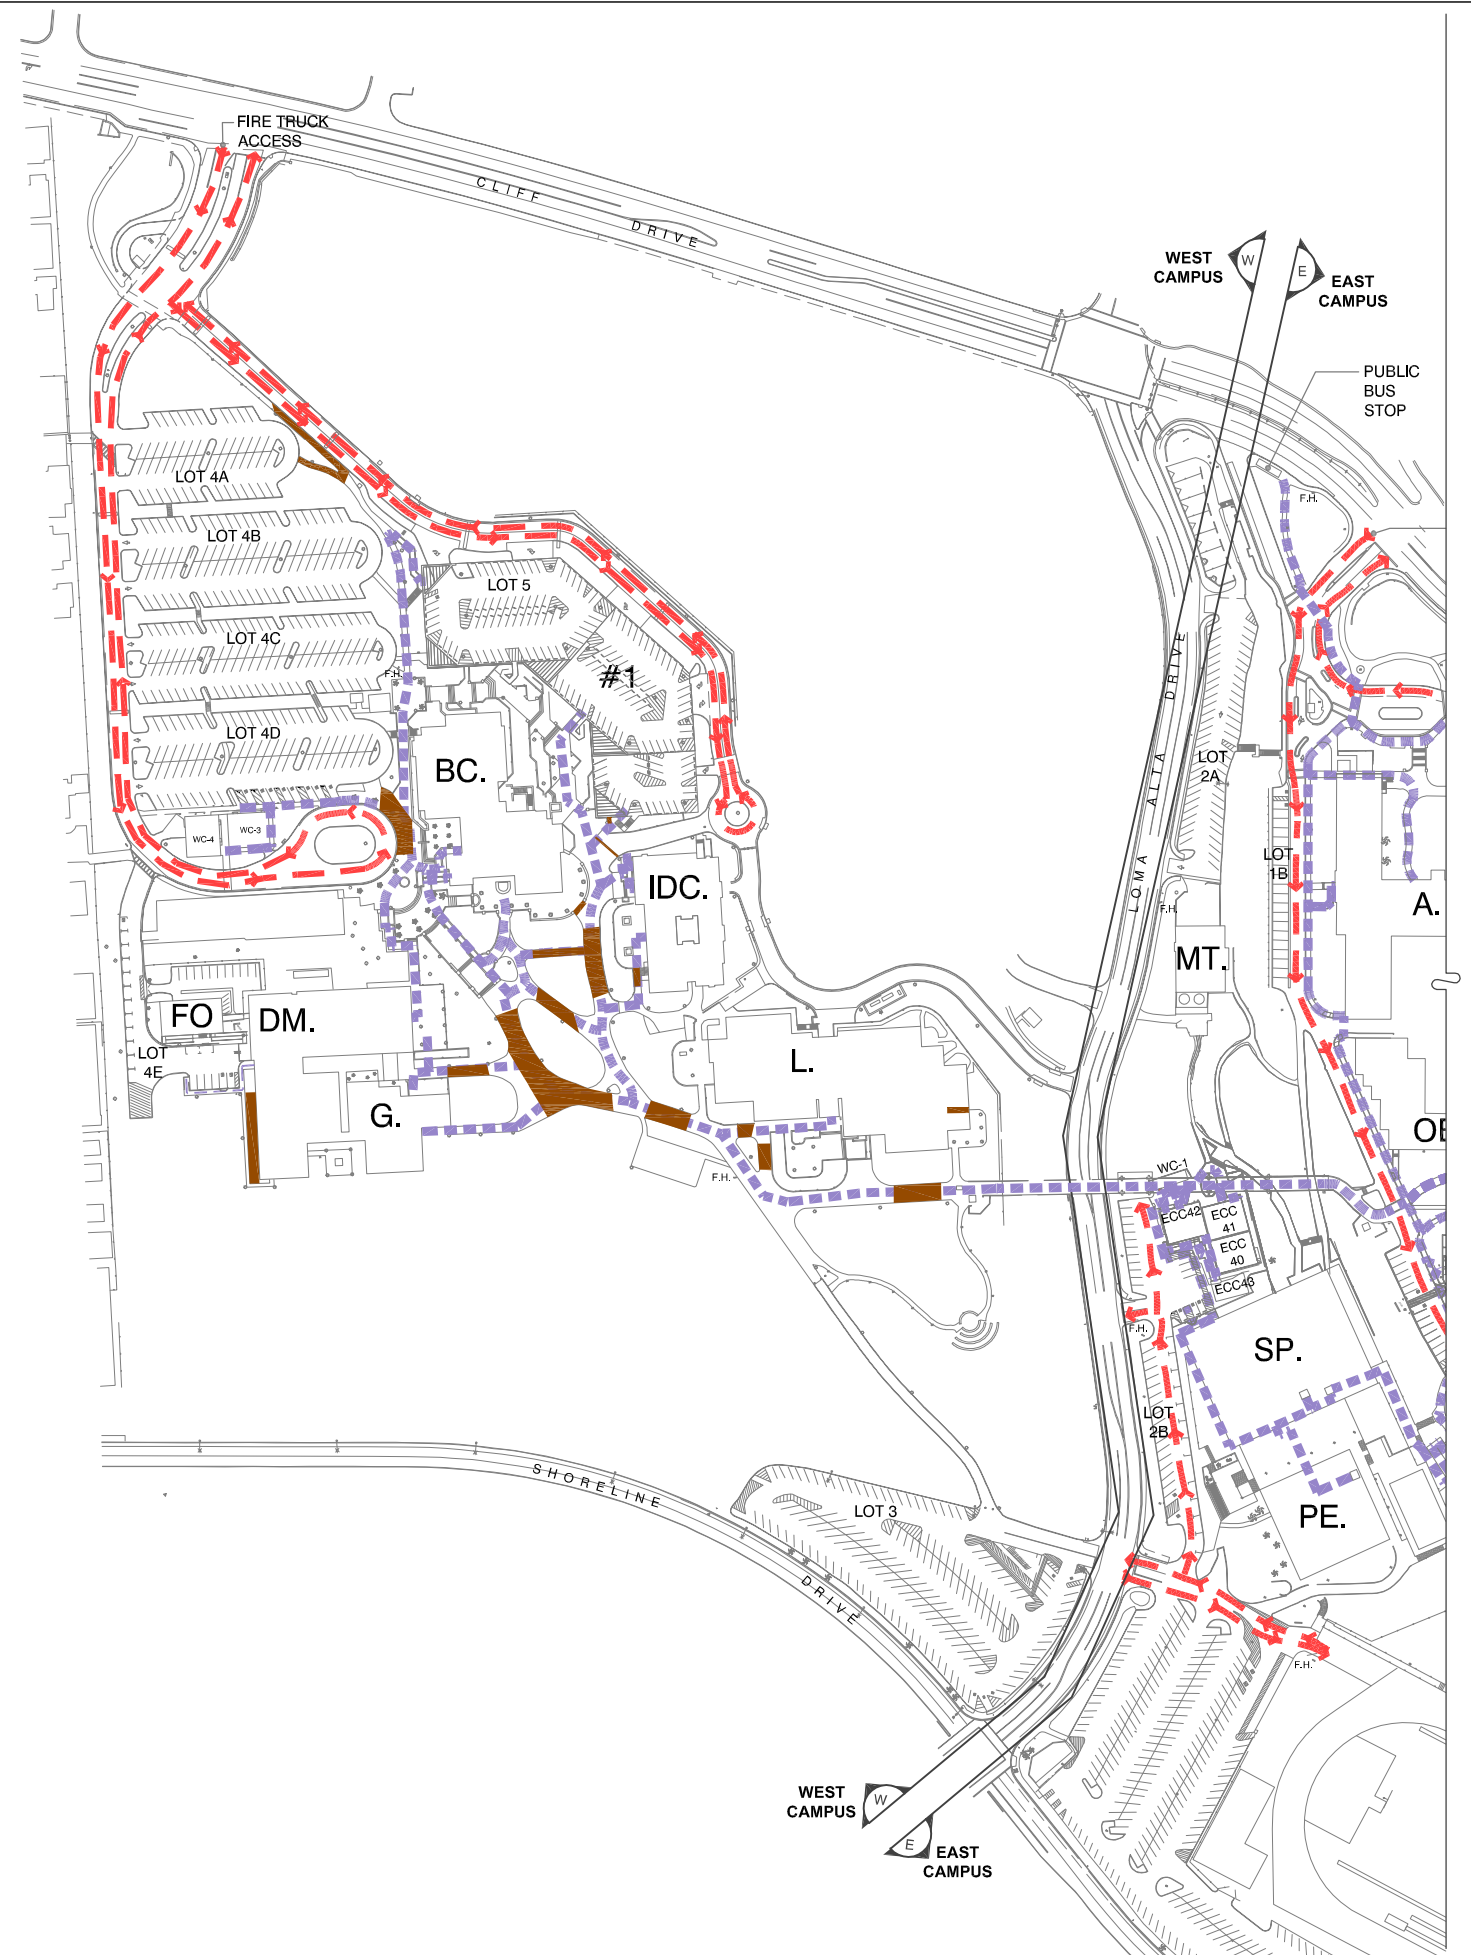 FIRE TRUCK
ACCESS
CLIFF
DRIVE
WEST
CAMPUS
W
E
EAST
CAMPUS
PUBLIC
BUS
STOP
F.H.
LOT 4A
LOT 4B
LOT 5
LOT 4C
F.H.
#1
LOT 4D
BC.
LOMA ALTA DRIVE
LOT
2A
WC-4
WC-3
LOT
1B
IDC.
A.
F.H.
MT.
FO
DM.
LOT
4E
L.
G.
OE
F.H.
WC-1
ECC42
ECC
41
ECC
40
ECC43
F.H.
SP.
LOT
2B
SHORELINE
DRIVE
LOT 3
PE.
F.H.
WEST
CAMPUS
W
E
EAST
CAMPUS